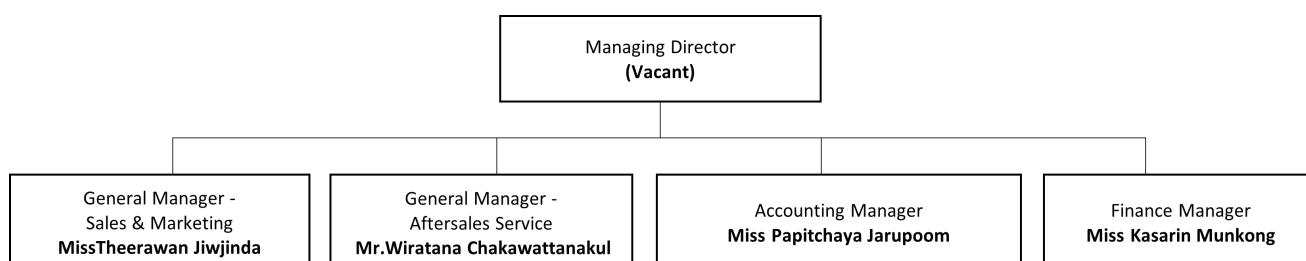 Managing Director
(Vacant)
General Manager -
Sales & Marketing
MissTheerawan Jiwjinda
General Manager -
Aftersales Service
Mr.Wiratana Chakawattanakul
Accounting Manager
Miss Papitchaya Jarupoom
Finance Manager
Miss Kasarin Munkong